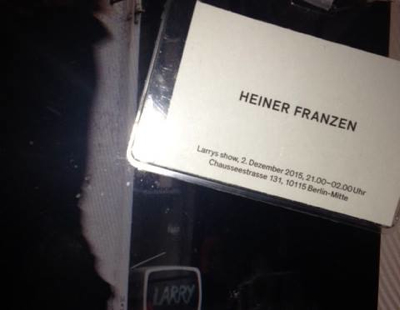 HEINER FRANZEN
Larrys show, 2. Dezember 2015, 21.00–02.00 Uhr
Chausseestrasse 131, 10115 Berlin-Mitte
LARRY